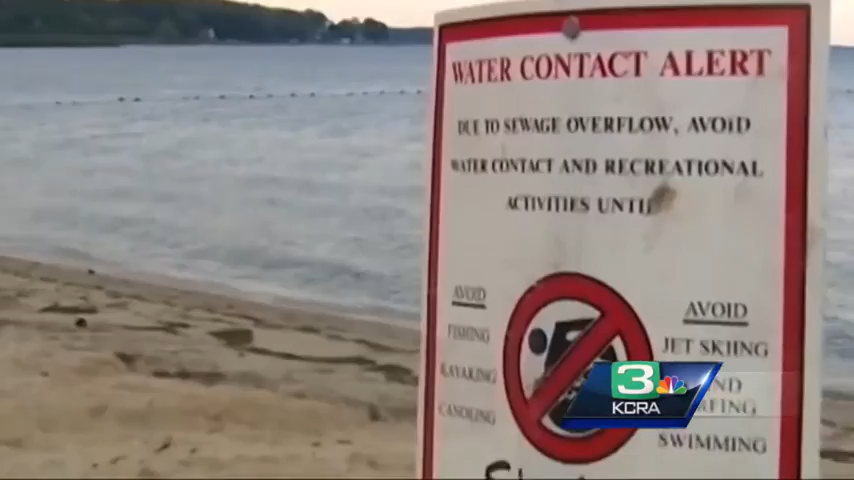 WATER CONTACT ALERT
DUE TO SEWAGE OVERFLOW, AVOID
WATER CONTACT AND RECREATIONAL
ACTIVITIES UNTIL
AVOID
FISHING
KAYAKING
CANOEING
AVOID
JET SKIING
SWIMMING
3
KCRA